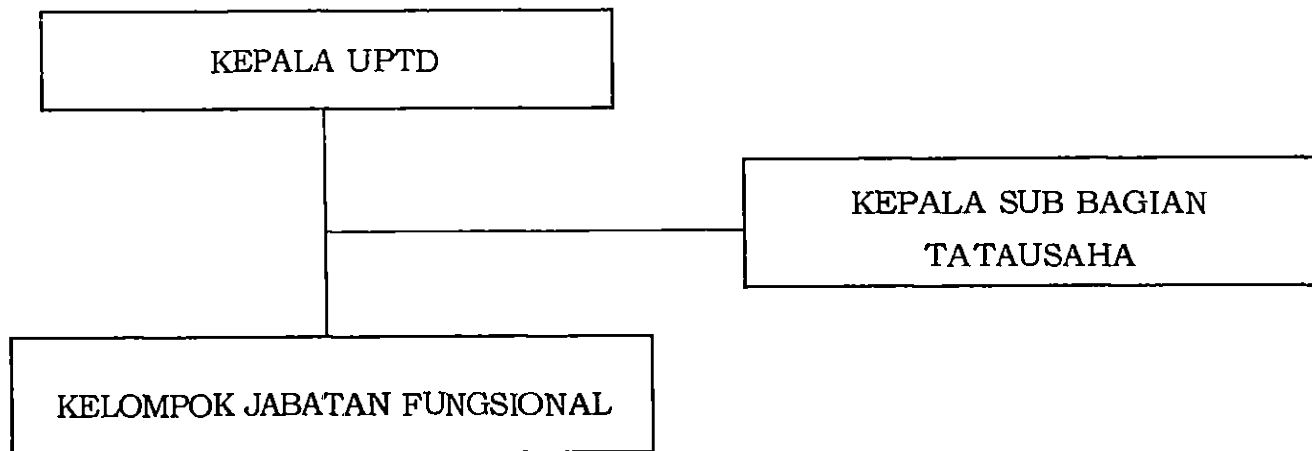 KEPALA UPTD
KEPALA SUB BAGIAN
TATAUSAHA
KELOMPOK JABATAN FUNGSIONAL